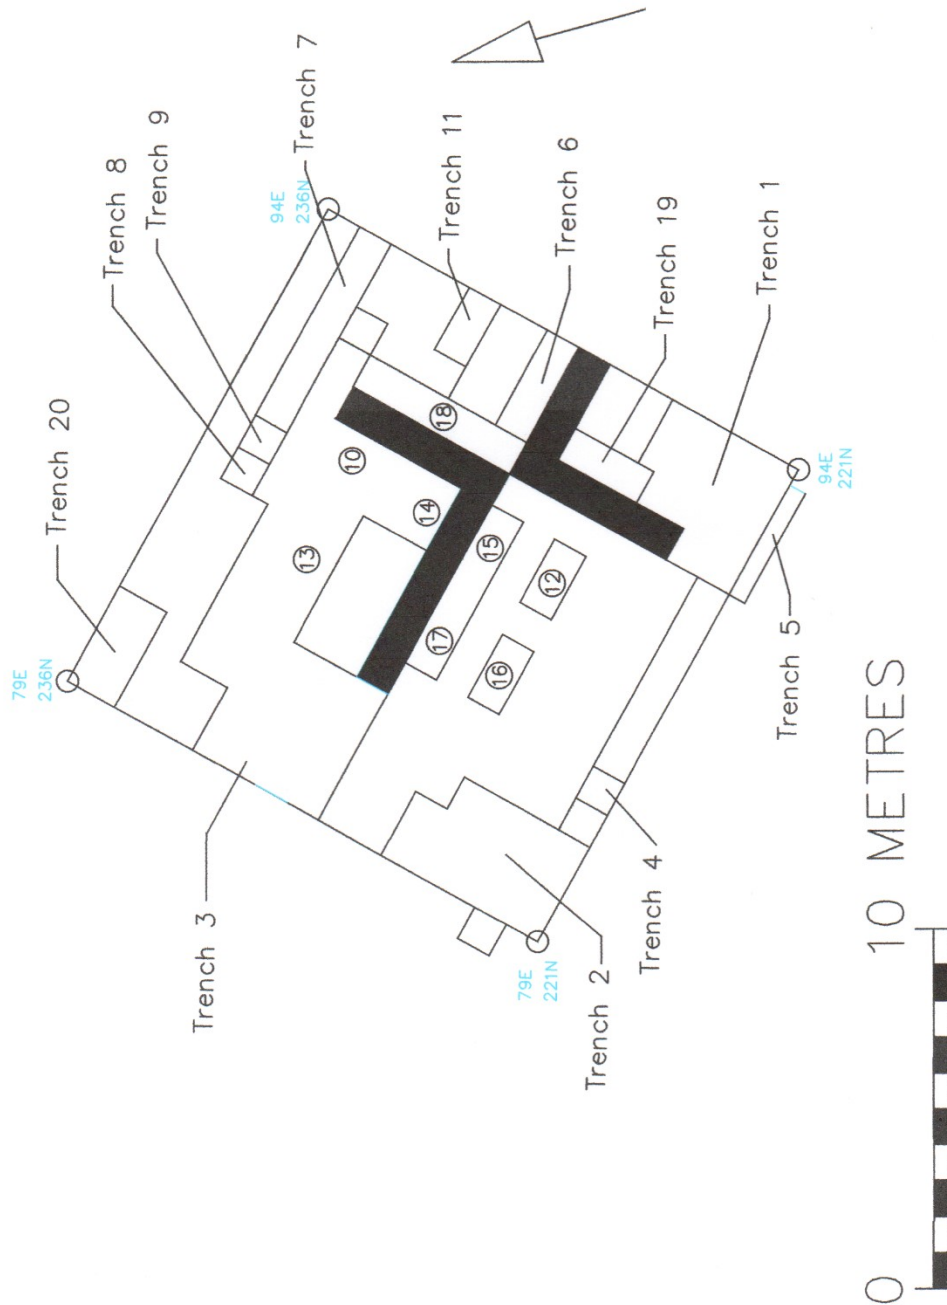 79E
236N
Trench 20
Trench 8
Trench 9
94E
236N
Trench 7
Trench 3
Trench 11
Trench 6
Trench 19
Trench 1
13
10
14
18
17
15
16
12
79E
221N
Trench 2
Trench 4
Trench 5
94E
221N
0
10 METRES